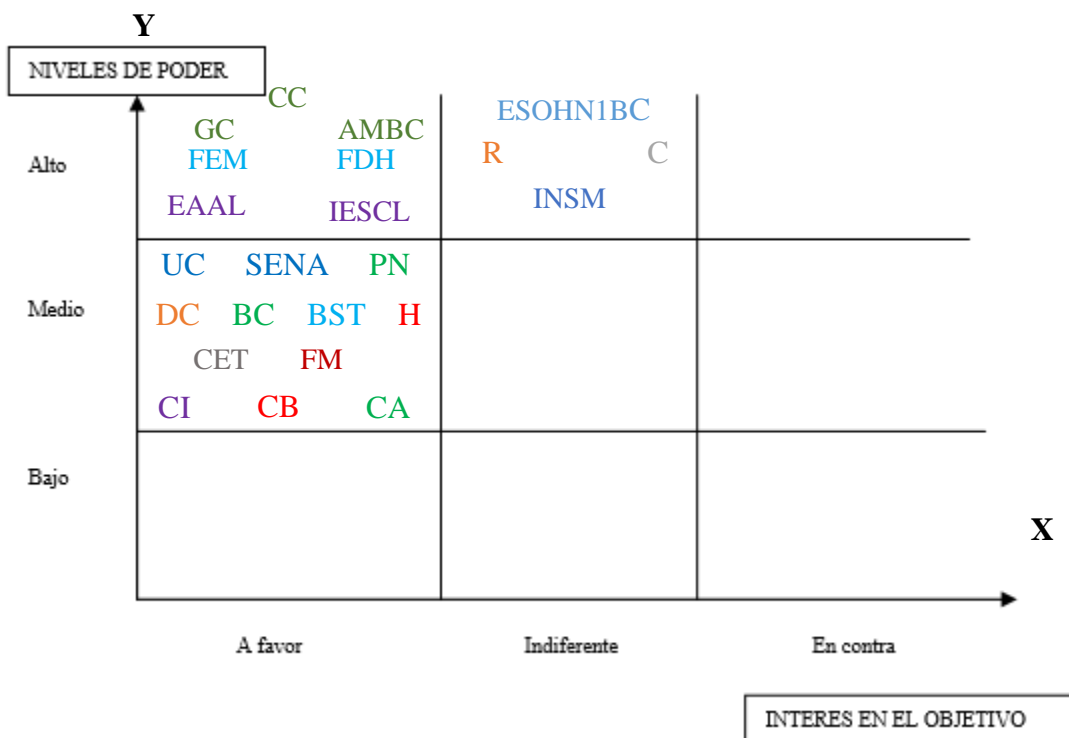 Y
NIVELES DE PODER
CC
ESOHN1BC
GC AMBC
Alto FEM FDH R C
EAAL IESCL INSM
UC SENA PN
Medio DC BC BST H
CET FM
CI CB CA
Bajo
X
A favor Indiferente En contra
INTERES EN EL OBJETIVO